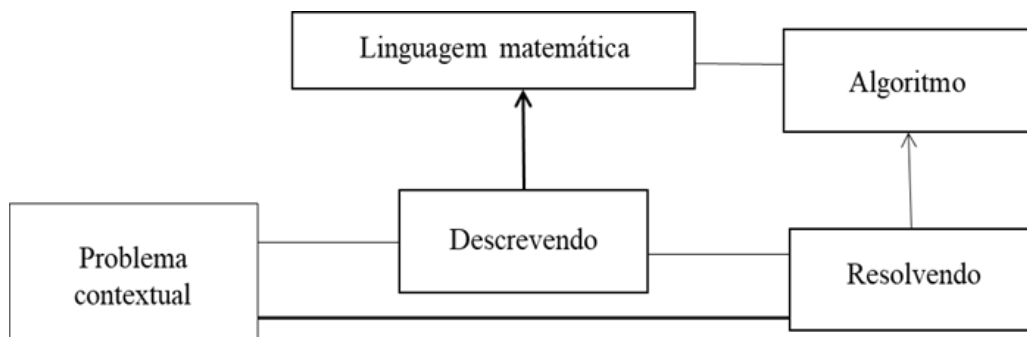 Linguagem matemática
Algoritmo
Descrevendo
Problema
contextual
Resolvendo